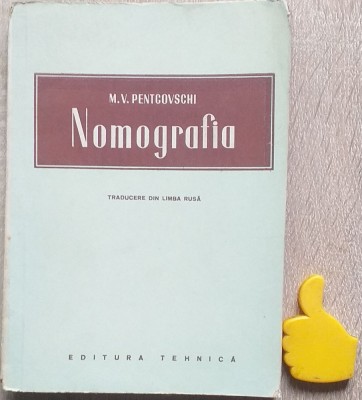 M. V. PENTCOVSCHI
Nomografia
TRADUCERE DIN LIMBA RUSĂ
EDITURA TEHNICĂ